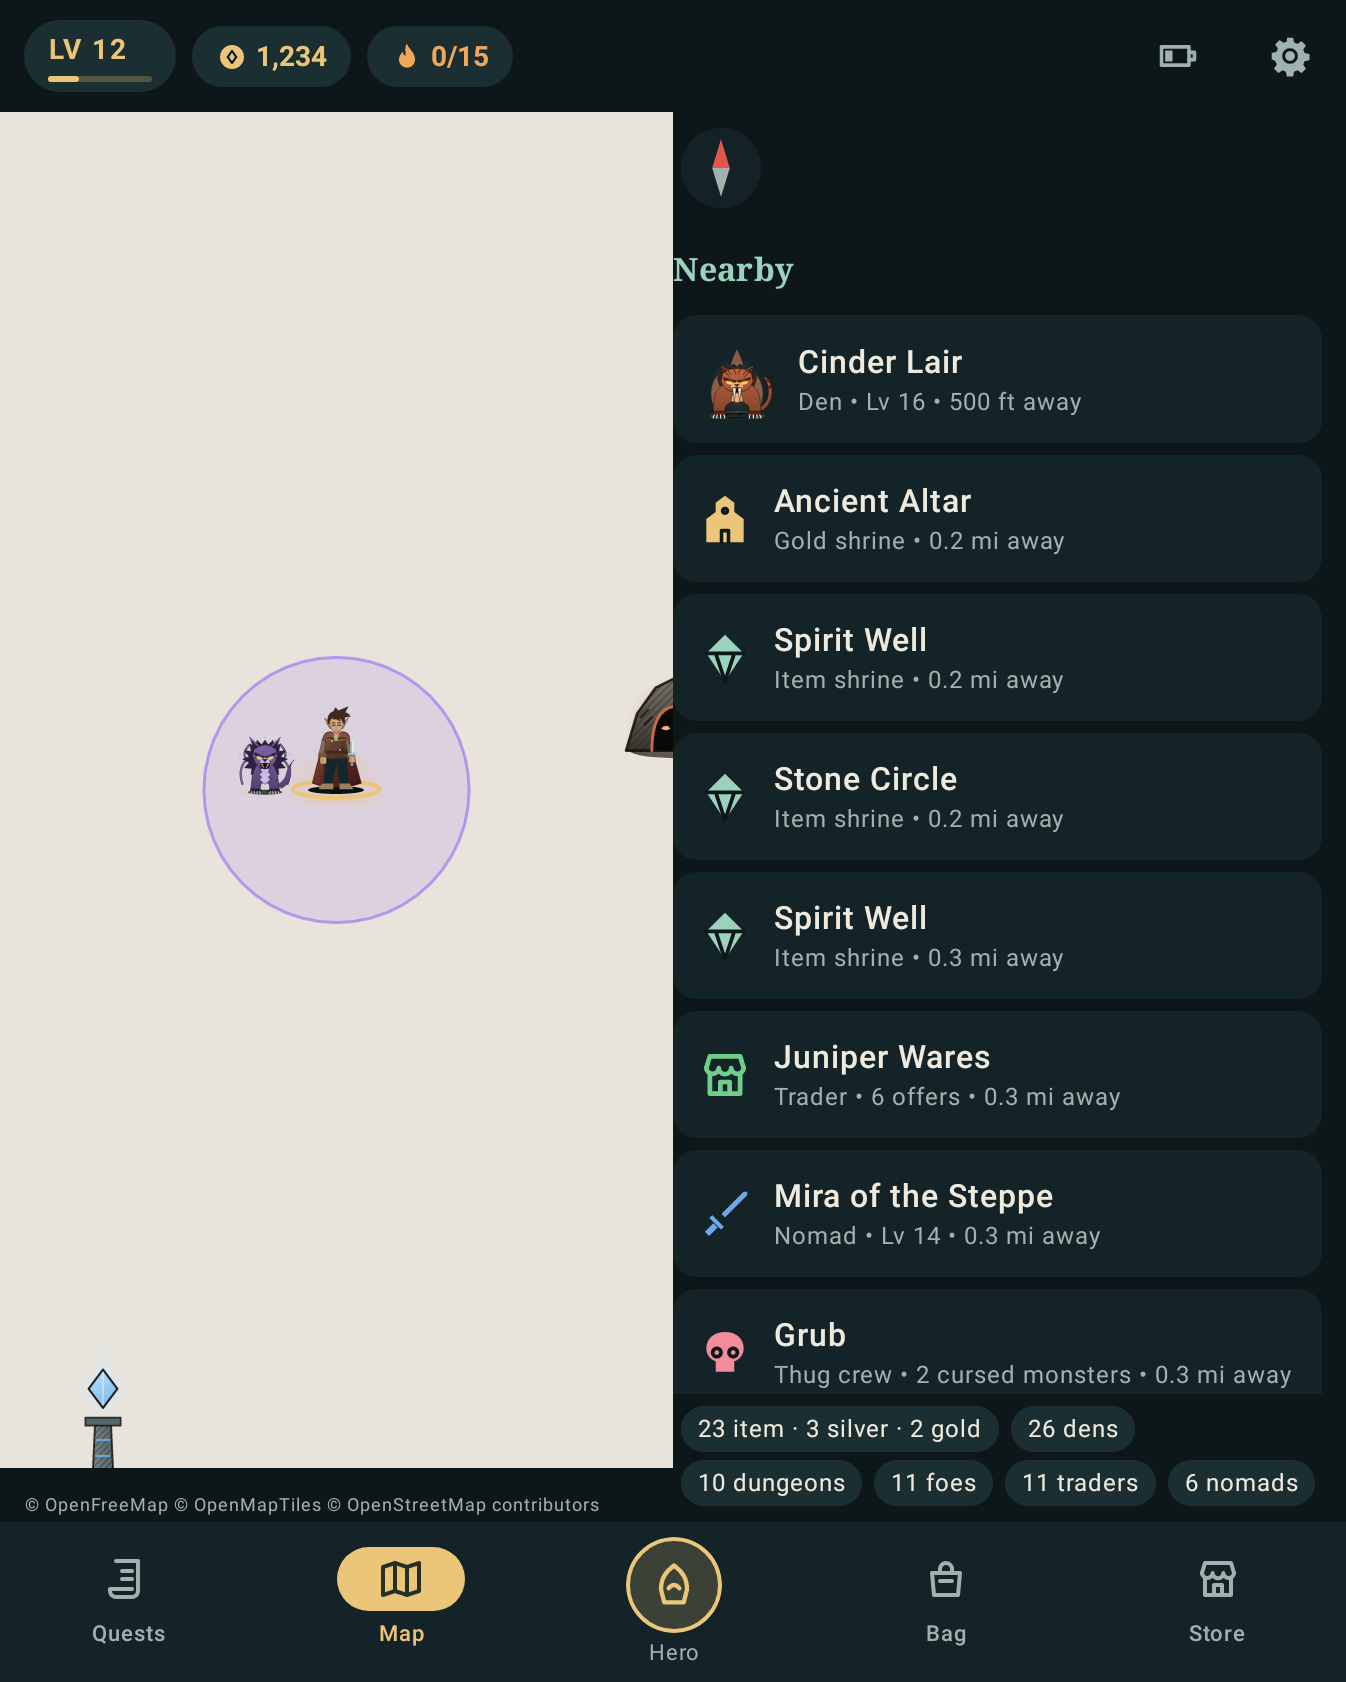 LV 12
1,234
0/15
Nearby
Cinder Lair
Den • Lv 16 • 500 ft away
Ancient Altar
Gold shrine • 0.2 mi away
Spirit Well
Item shrine • 0.2 mi away
Stone Circle
Item shrine • 0.2 mi away
Spirit Well
Item shrine • 0.3 mi away
Juniper Wares
Trader • 6 offers • 0.3 mi away
Mira of the Steppe
Nomad • Lv 14 • 0.3 mi away
Grub
Thug crew • 2 cursed monsters • 0.3 mi away
23 item · 3 silver · 2 gold
26 dens
10 dungeons
11 foes
11 traders
6 nomads
© OpenFreeMap © OpenMapTiles © OpenStreetMap contributors
Quests
Map
Hero
Bag
Store